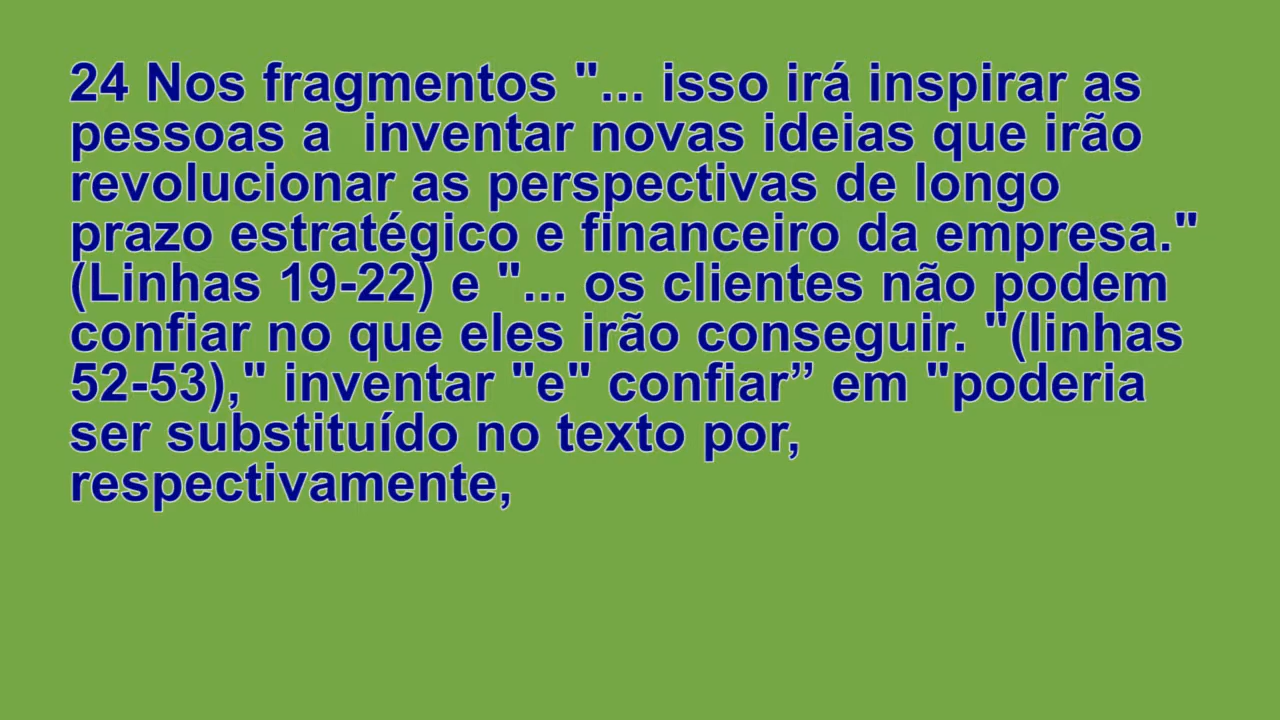 24 Nos fragmentos "... isso irá inspirar as
pessoas a  inventar novas ideias que irão
revolucionar as perspectivas de longo
prazo estratégico e financeiro da empresa."
(Linhas 19-22) e "... os clientes não podem
confiar no que eles irão conseguir. "(linhas
52-53)," inventar "e" confiar” em "poderia
ser substituído no texto por,
respectivamente,